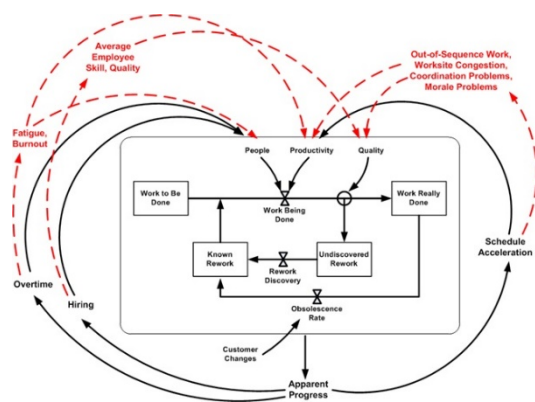 Average
Employee
Skill, Quality
Out-of-Sequence Work,
Worksite Congestion,
Coordination Problems,
Morale Problems
Fatigue,
Burnout
People
Productivity
Quality
Work to Be
Done
Work Being
Done
Work Really
Done
Known
Rework
Rework
Discovery
Undiscovered
Rework
Schedule
Acceleration
Overtime
Hiring
Obsolescence
Rate
Customer
Changes
Apparent
Progress